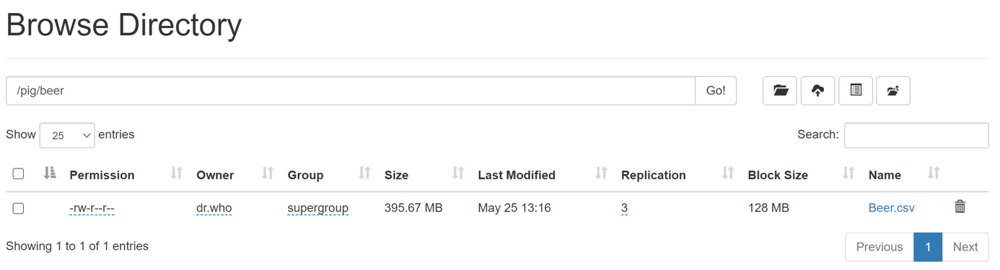 Browse Directory
/pig/beer Go!
Show 25 entries Search:
Permission Owner Group Size Last Modified Replication Block Size Name
-rw-r--r-- dr.who supergroup 395.67 MB May 25 13:16 3 128 MB Beer.csv
Showing 1 to 1 of 1 entries Previous 1 Next